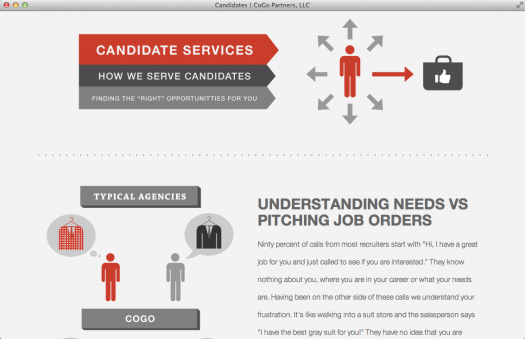 Candidates | CoGo Partners, LLC
CANDIDATE SERVICES
HOW WE SERVE CANDIDATES
FINDING THE "RIGHT" OPPORTUNITIES FOR YOU
TYPICAL AGENCIES
COGO
UNDERSTANDING NEEDS VS
PITCHING JOB ORDERS
Ninty percent of calls from most recruiters start with "Hi, I have a great
job for you and just called to see if you are interested." They know
nothing about you, where you are in your career or what your needs
are. Having been on the other side of these calls we understand your
frustration. It's like walking into a suit store and the salesperson says
"I have the best gray suit for you!" They have no idea that you are